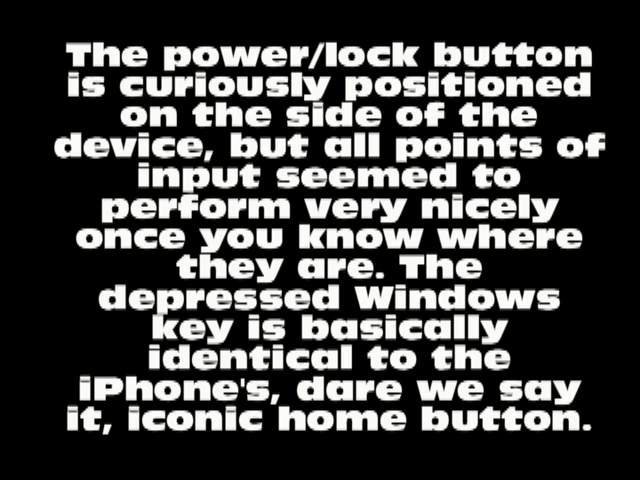 The power/lock button
is curiously positioned
on the side of the
device, but all points of
input seemed to
perform very nicely
once you know where
they are. The
depressed Windows
key is basically
identical to the
iPhone's, dare we say
it, iconic home button.